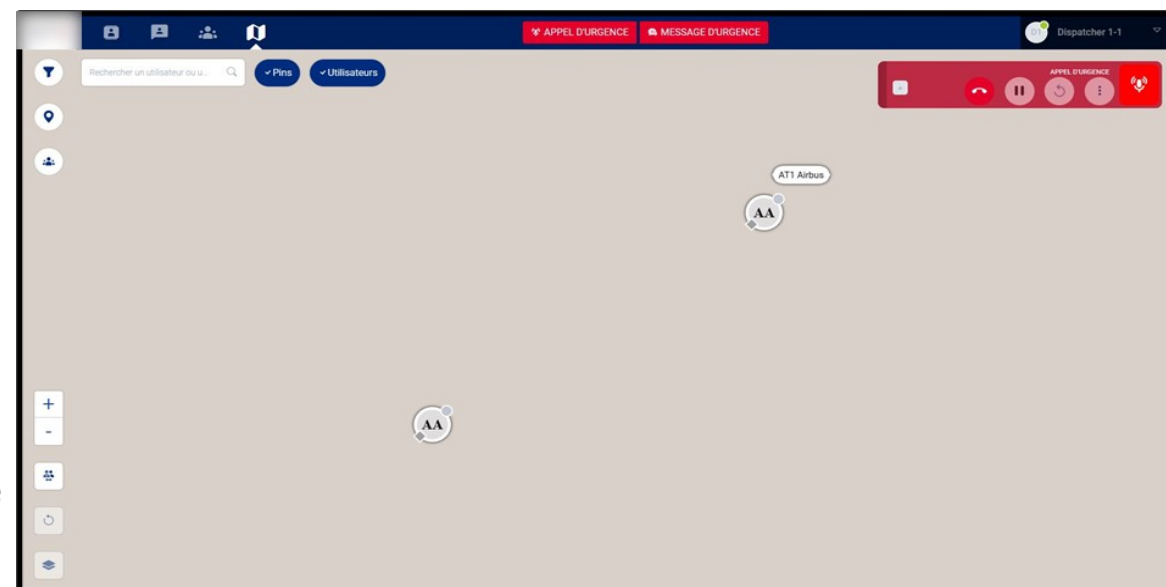 APPEL D'URGENCE
MESSAGE D'URGENCE
Dispatcher 1-1
Rechercher un utilisateur ou u...
Pins
Utilisateurs
APPEL D'URGENCE
AT1 Airbus
AA
AA
+
-